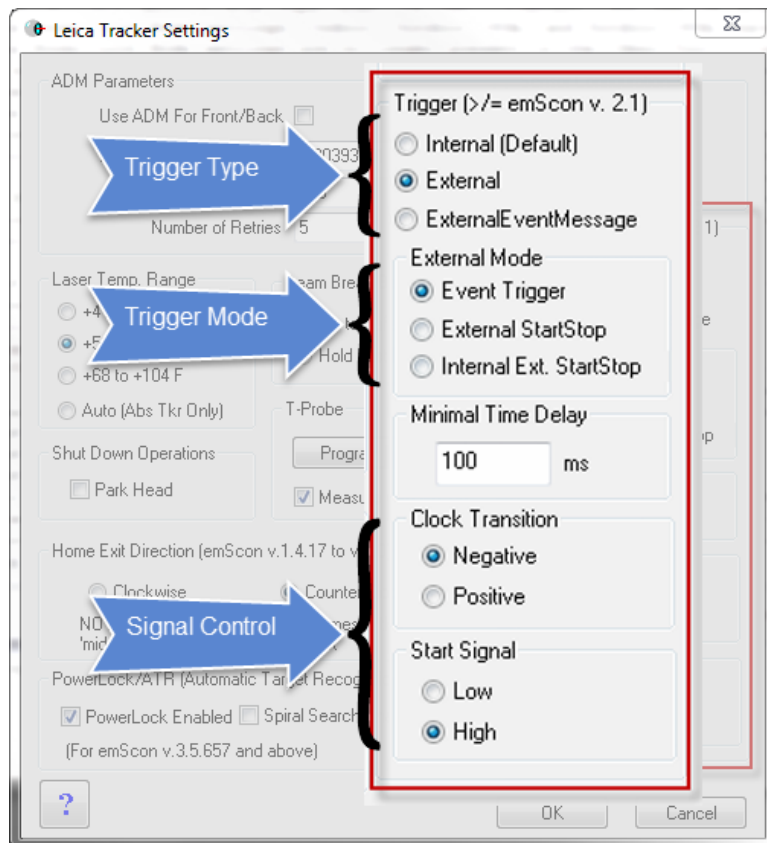 Leica Tracker Settings
ADM Parameters
Use ADM For Front/Back
Trigger Type
Number of Retries 5
Laser Temp. Range
Trigger Mode
Hold
+68 to +104 F
Auto (Abs Tkr Only)
T-Probe
Shut Down Operations
Park Head
Home Exit Direction (emScon v.1.4.17 to v
Clockwise
Signal Control
PowerLock/ATR (Automatic Target Recog
PowerLock Enabled
Spiral Search
(For emScon v.3.5.657 and above)
?
Trigger (>/= emScon v. 2.1)
Internal (Default)
External
ExternalEventMessage
External Mode
Event Trigger
External StartStop
Internal Ext. StartStop
Minimal Time Delay
100 ms
Clock Transition
Negative
Positive
Start Signal
Low
High
1)
OK
Cancel